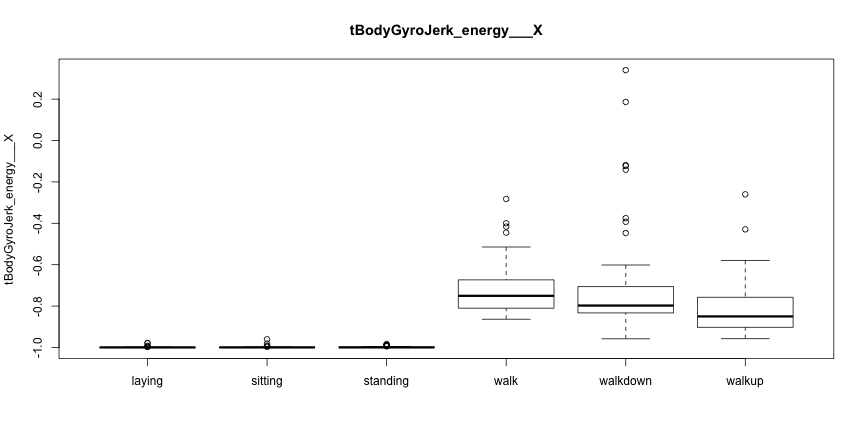 tBodyGyroJerk_energy___X
tBodyGyroJerk_energy___X
0.2
0.0
-0.2
-0.4
-0.6
-0.8
-1.0
laying sitting standing walk walkdown walkup